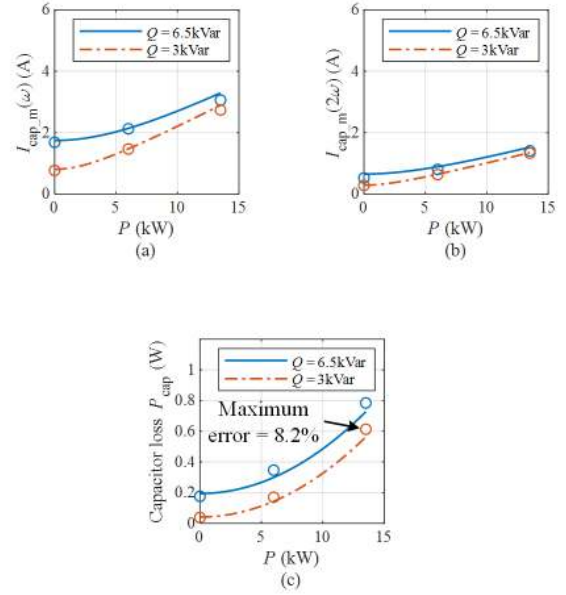 6
Q = 6.5kVar
Q = 3kVar
4
2
0
0
5
10
15
I_cap_m(ω) (A)
P (kW)
(a)
6
Q = 6.5kVar
Q = 3kVar
4
2
0
0
5
10
15
I_cap_m(2ω) (A)
P (kW)
(b)
1
Q = 6.5kVar
Q = 3kVar
0.8
Maximum
error = 8.2%
0.6
0.4
0.2
0
0
5
10
15
Capacitor loss P_cap (W)
P (kW)
(c)